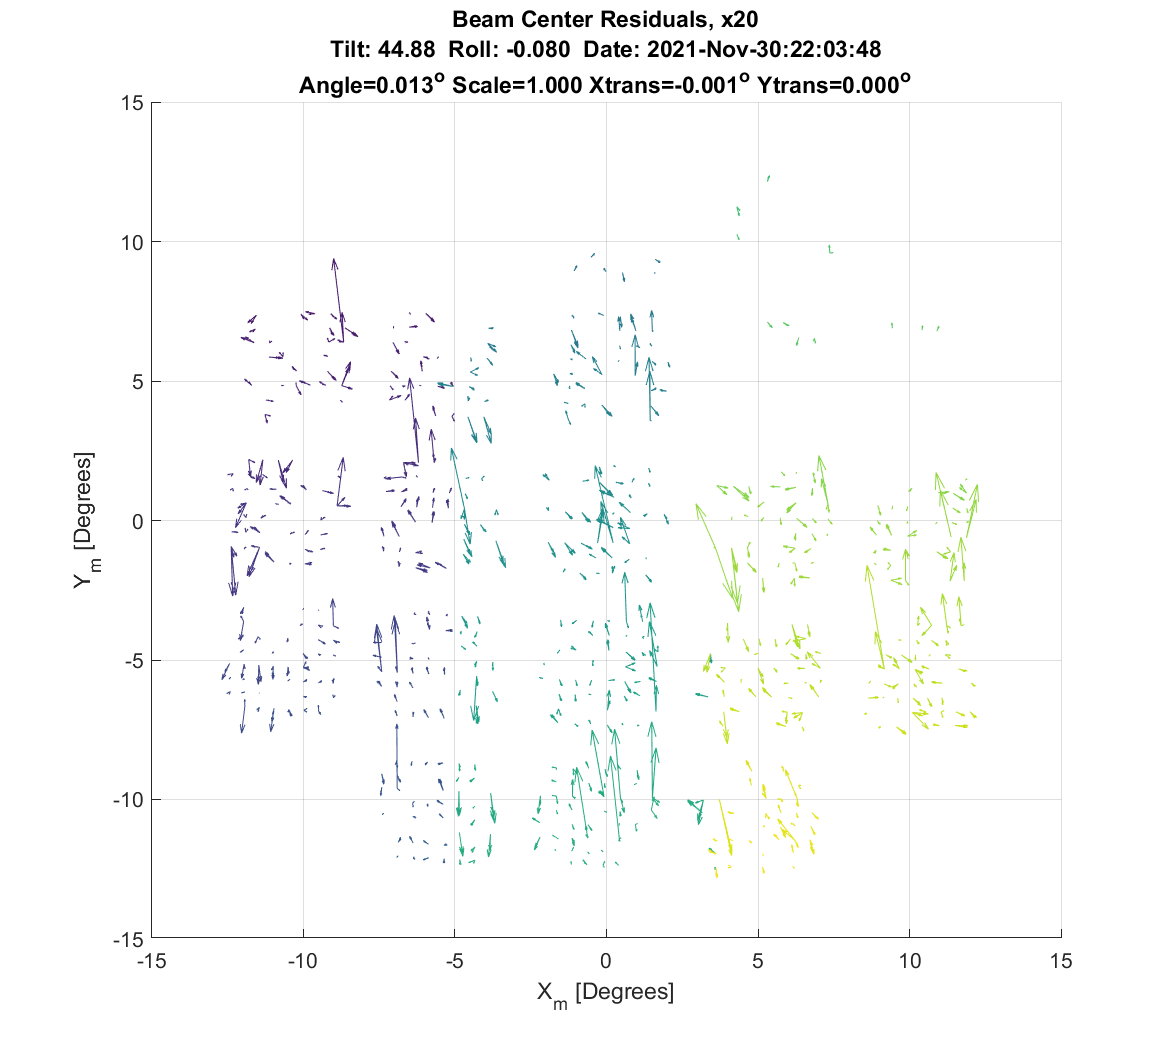 Beam Center Residuals, x20
Tilt: 44.88 Roll: -0.080 Date: 2021-Nov-30:22:03:48
Angle=0.013° Scale=1.000 Xtrans=-0.001° Ytrans=0.000°
15
10
5
0
-5
-10
-15
Y_m [Degrees]
-15 -10 -5 0 5 10 15
X_m [Degrees]